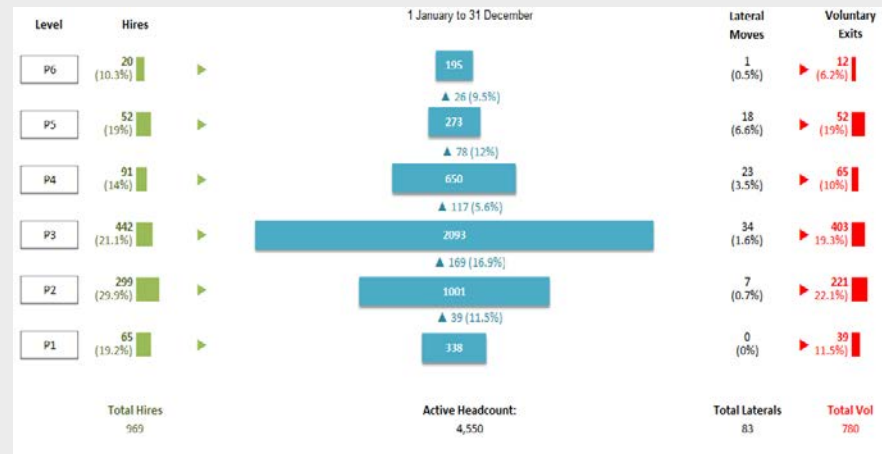 1 January to 31 December
Level Hires Lateral Moves Voluntary Exits
P6 20 (10.3%) 195 1 (0.5%) 12 (6.2%)
▲ 26 (9.5%)
P5 52 (19%) 273 18 (6.6%) 52 (19%)
▲ 78 (12%)
P4 91 (14%) 650 23 (3.5%) 65 (10%)
▲ 117 (5.6%)
P3 442 (21.1%) 2093 34 (1.6%) 403 19.3%)
▲ 169 (16.9%)
P2 299 (29.9%) 1001 7 (0.7%) 221 22.1%)
▲ 39 (11.5%)
P1 65 (19.2%) 338 0 (0%) 39 11.5%)
Total Hires Active Headcount: Total Laterals Total Vol
969 4,550 83 780